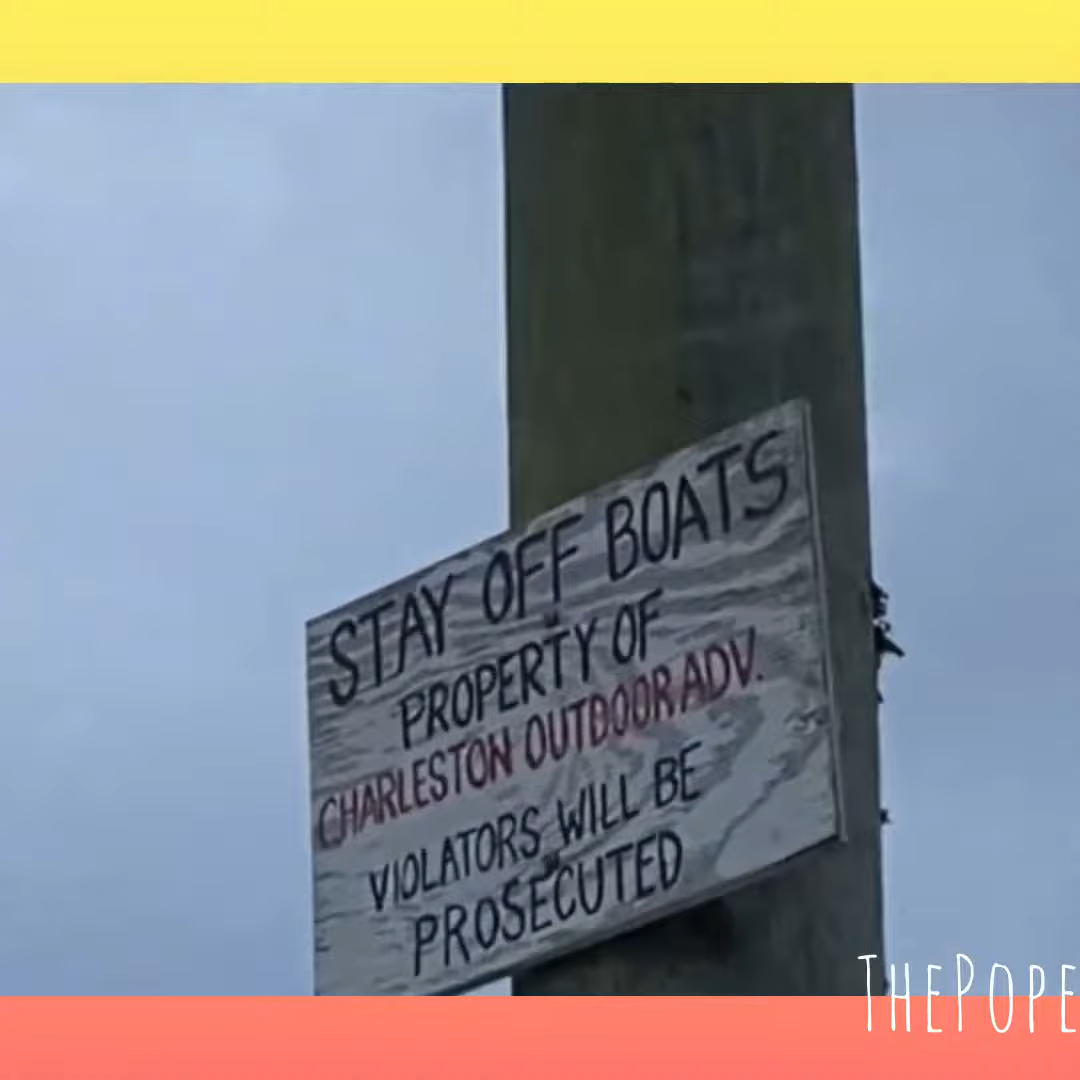 STAY OFF BOATS
PROPERTY OF
CHARLESTON OUTDOOR ADV.
VIOLATORS WILL BE
PROSECUTED
THEPOPE